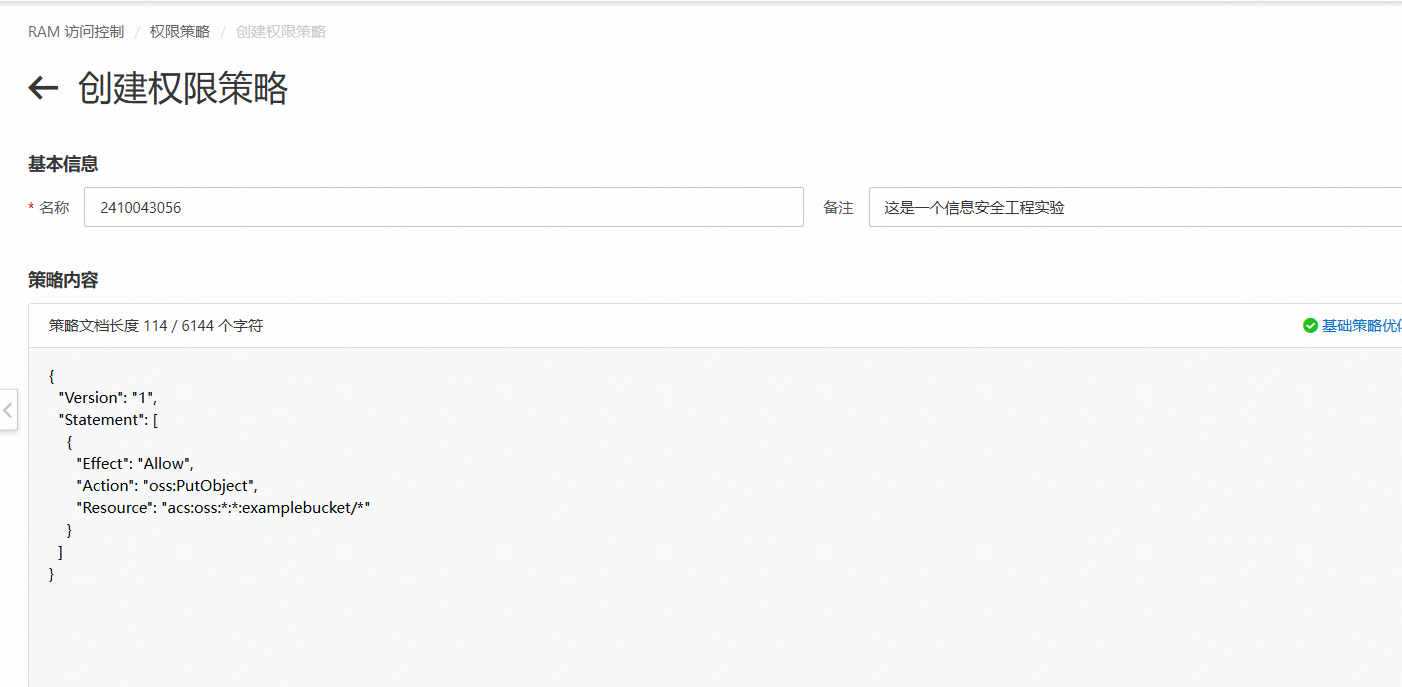 RAM 访问控制 / 权限策略 / 创建权限策略
← 创建权限策略
基本信息
* 名称 2410043056 备注 这是一个信息安全工程实验
策略内容
策略文档长度 114 / 6144 个字符 基础策略优
{
"Version": "1",
"Statement": [
{
"Effect": "Allow",
"Action": "oss:PutObject",
"Resource": "acs:oss:*:*:examplebucket/*"
}
]
}